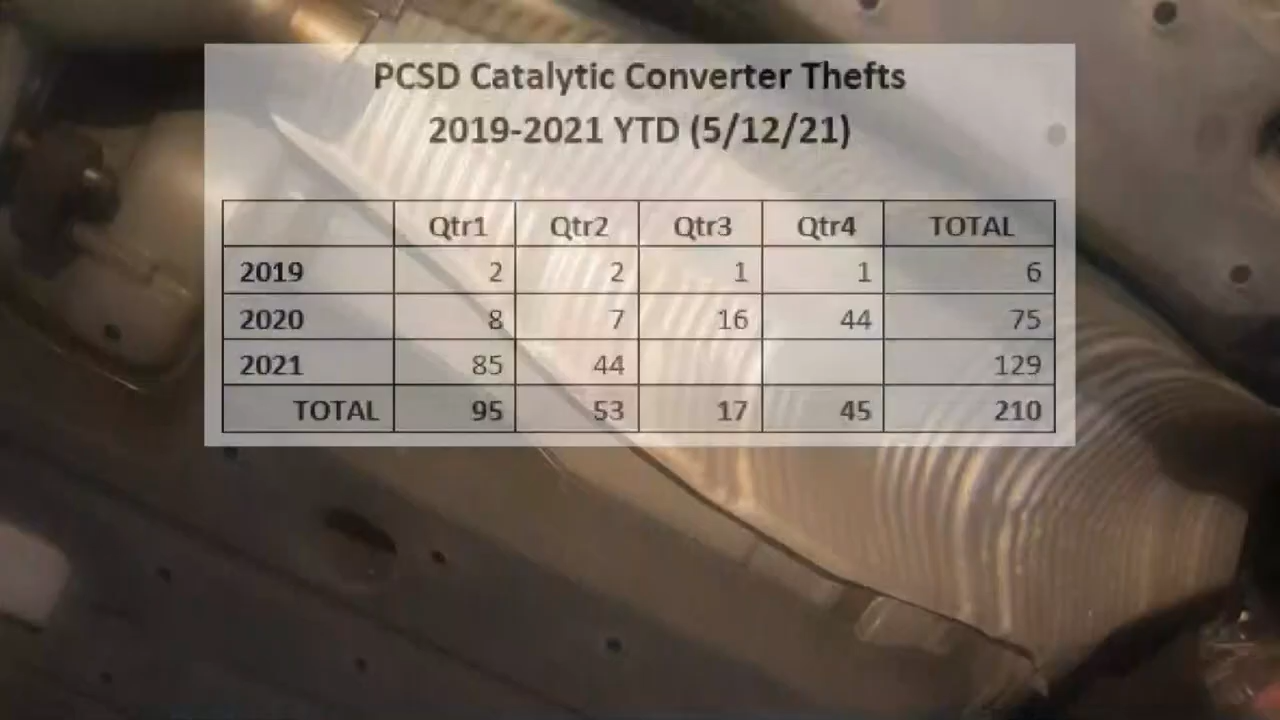 PCSD Catalytic Converter Thefts
2019-2021 YTD (5/12/21)
Qtr1 Qtr2 Qtr3 Qtr4 TOTAL
2019 2 2 1 1 6
2020 8 7 16 44 75
2021 85 44 129
TOTAL 95 53 17 45 210